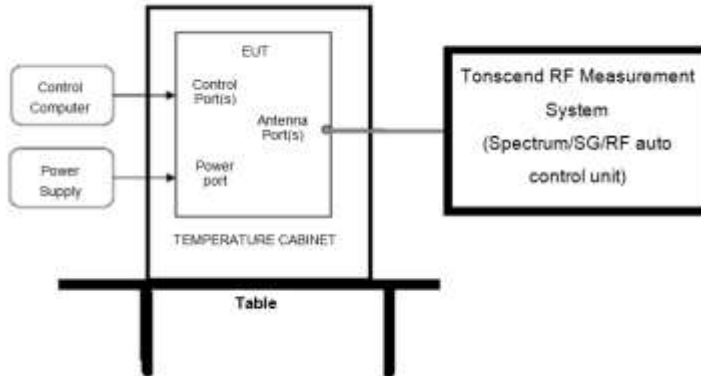 EUT
Control
Computer
Control
Port(s)
Antenna
Port(s)
Power
Supply
Power
port
TEMPERATURE CABINET
Table
Tonscend RF Measurement
System
(Spectrum/SG/RF auto
control unit)